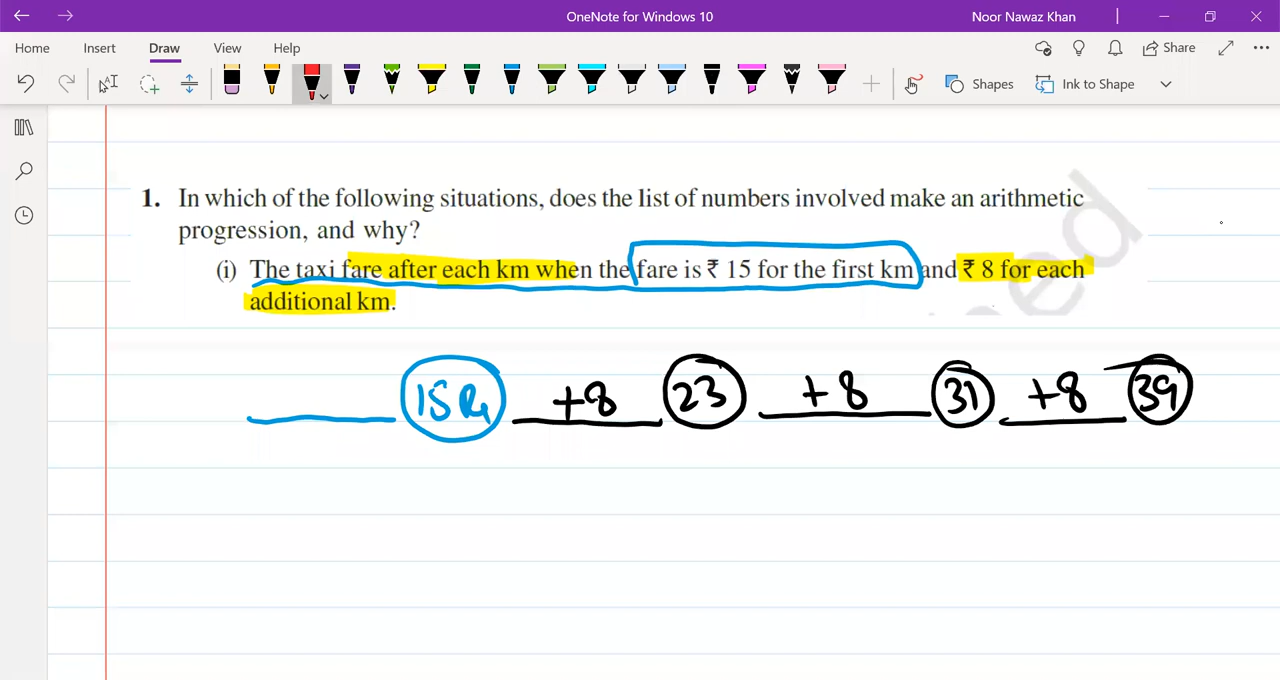 OneNote for Windows 10
Noor Nawaz Khan
Home Insert Draw View Help
Share
Shapes
Ink to Shape
1. In which of the following situations, does the list of numbers involved make an arithmetic
progression, and why?
(i) The taxi fare after each km when the fare is ₹ 15 for the first km and ₹ 8 for each
additional km.
15 +8 23 +8 31 +8 39